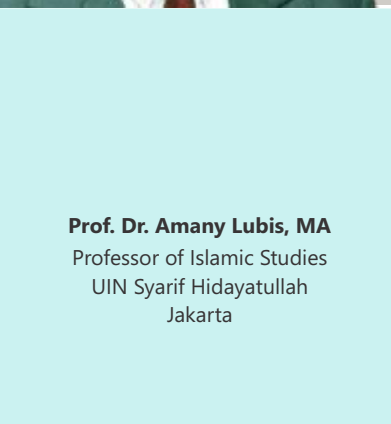 Prof. Dr. Amany Lubis, MA
Professor of Islamic Studies
UIN Syarif Hidayatullah
Jakarta